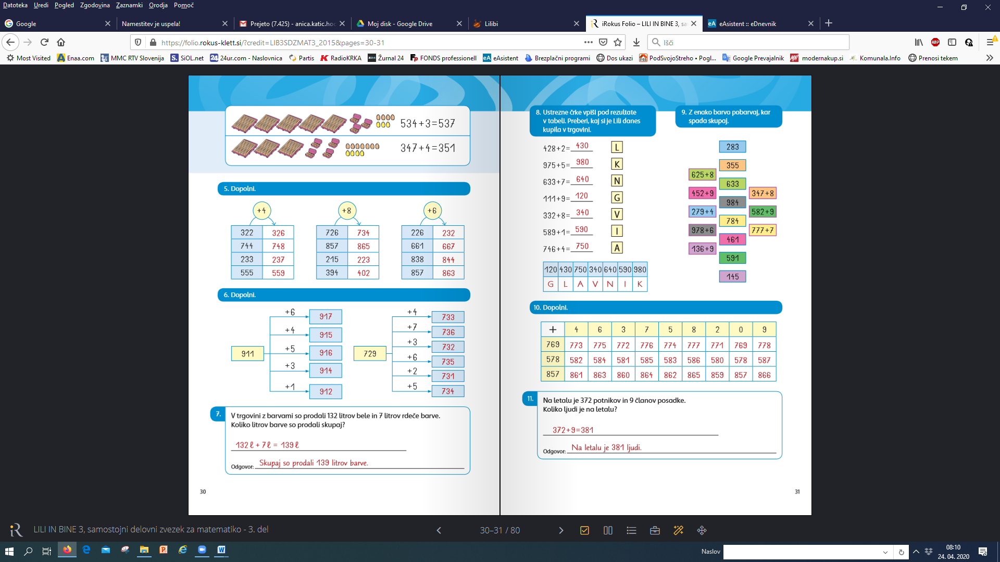 Datoteka Uredi Pogled Zgodovina Zaznamki Orodja Pomoč
Google
Namestitev je uspela!
Prejeto (7.425) - anica.katic.hoc
Moj disk - Google Drive
Lilibi
iRokus Folio – LILI IN BINE 3, sa
eAsistent :: eDnevnik
https://folio.rokus-klett.si/?credit=LIB3SDZMAT3_2015&pages=30-31
Išči
Most Visited Enaa.com MMC RTV Slovenija SiOL.net 24ur.com - Naslovnica Partis RadioKRKA Žurnal 24 FONDS professionell eAsistent Brezplačni programi Dos ukazi PodSvojoStreho • Pogl... Google Prevajalnik modernakup.si Komunala.Info Prenosi tekem
534+3=537
347+4=351
5. Dopolni.
+4 +8 +6
322 326 726 734 226 232
744 748 857 865 661 667
233 237 215 223 838 844
555 559 394 402 857 863
6. Dopolni.
911
+6 917
+4 915
+5 916
+3 914
+1 912
729
+4 733
+7 736
+3 732
+6 735
+2 731
+5 734
7. V trgovini z barvami so prodali 132 litrov bele in 7 litrov rdeče barve.
Koliko litrov barve so prodali skupaj?
132 ℓ + 7 ℓ = 139 ℓ
Odgovor: Skupaj so prodali 139 litrov barve.
30
8. Ustrezne črke vpiši pod rezultate
v tabeli. Preberi, kaj si je Lili danes
kupila v trgovini.
428+2=430 L
975+5=980 K
633+7=640 N
111+9=120 G
332+8=340 V
589+1=590 I
746+4=750 A
120 430 750 340 640 590 980
G L A V N I K
9. Z enako barvo pobarvaj, kar
spada skupaj.
283
355
625+8
633
452+9 347+8
984
279+4 582+9
784
978+6 777+7
461
136+9
591
145
10. Dopolni.
+ 4 6 3 7 5 8 2 0 9
769 773 775 772 776 774 777 771 769 778
578 582 584 581 585 583 586 580 578 587
857 861 863 860 864 862 865 859 857 866
11. Na letalu je 372 potnikov in 9 članov posadke.
Koliko ljudi je na letalu?
372+9=381
Odgovor: Na letalu je 381 ljudi.
31
LILI IN BINE 3, samostojni delovni zvezek za matematiko - 3. del
30–31 / 80
Naslov
08:10
24. 04. 2020